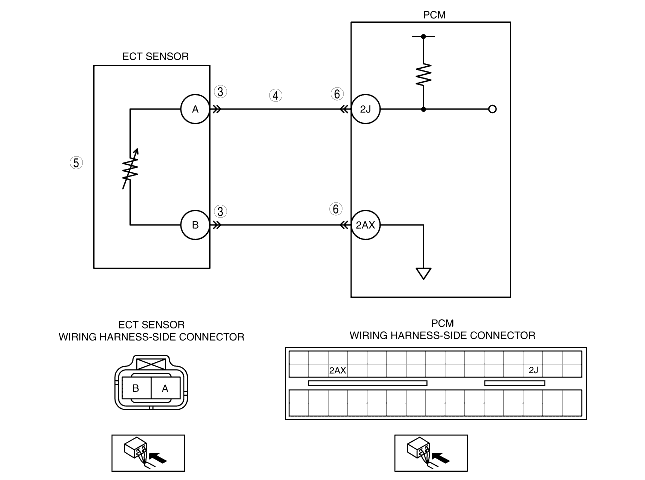 PCM
ECT SENSOR
A
3
4
6
2J
5
B
3
6
2AX
ECT SENSOR
WIRING HARNESS-SIDE CONNECTOR
PCM
WIRING HARNESS-SIDE CONNECTOR
B A
2AX 2J